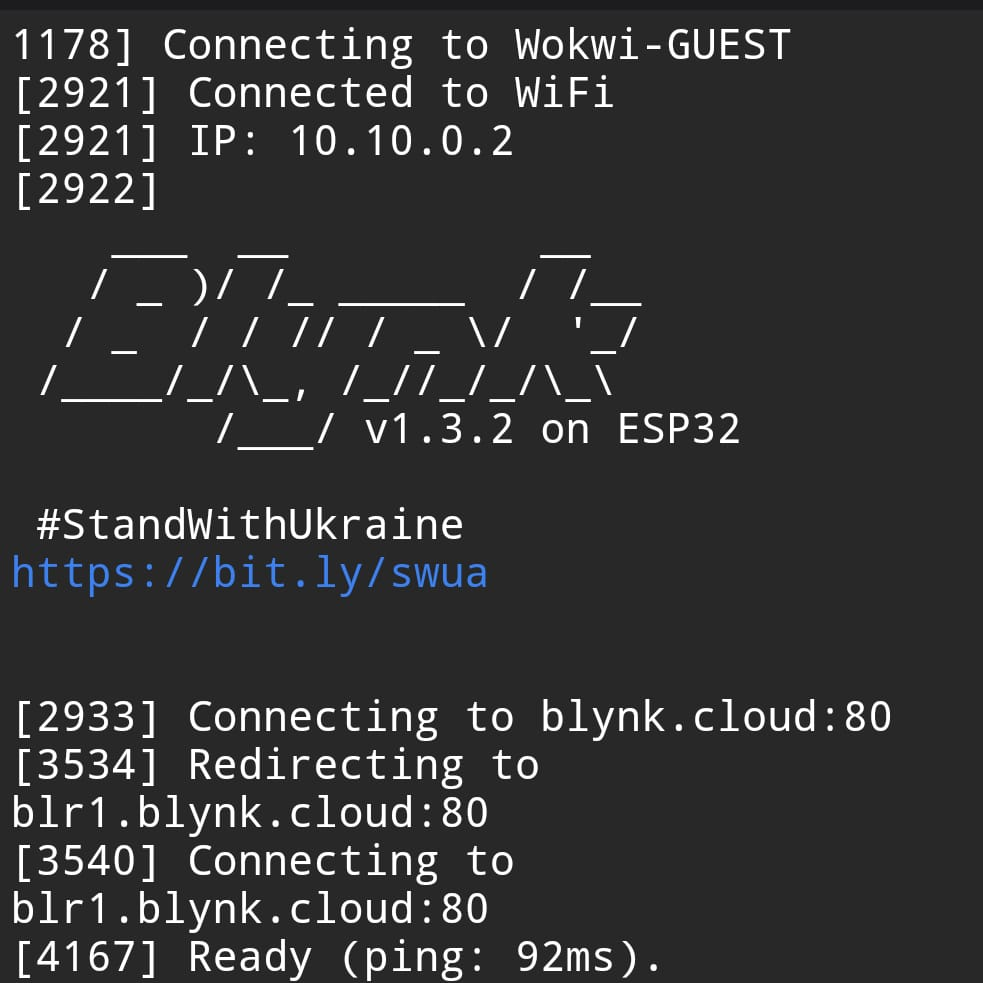 1178] Connecting to Wokwi-GUEST
[2921] Connected to WiFi
[2921] IP: 10.10.0.2
[2922]
    ___  __          __
   / _ )/ /_ _____  / /__
  / _  / / // / _ \/  '_/
 /____/_/\_, /_//_/_/\_\
        /___/ v1.3.2 on ESP32
 #StandWithUkraine
https://bit.ly/swua
[2933] Connecting to blynk.cloud:80
[3534] Redirecting to
blr1.blynk.cloud:80
[3540] Connecting to
blr1.blynk.cloud:80
[4167] Ready (ping: 92ms).